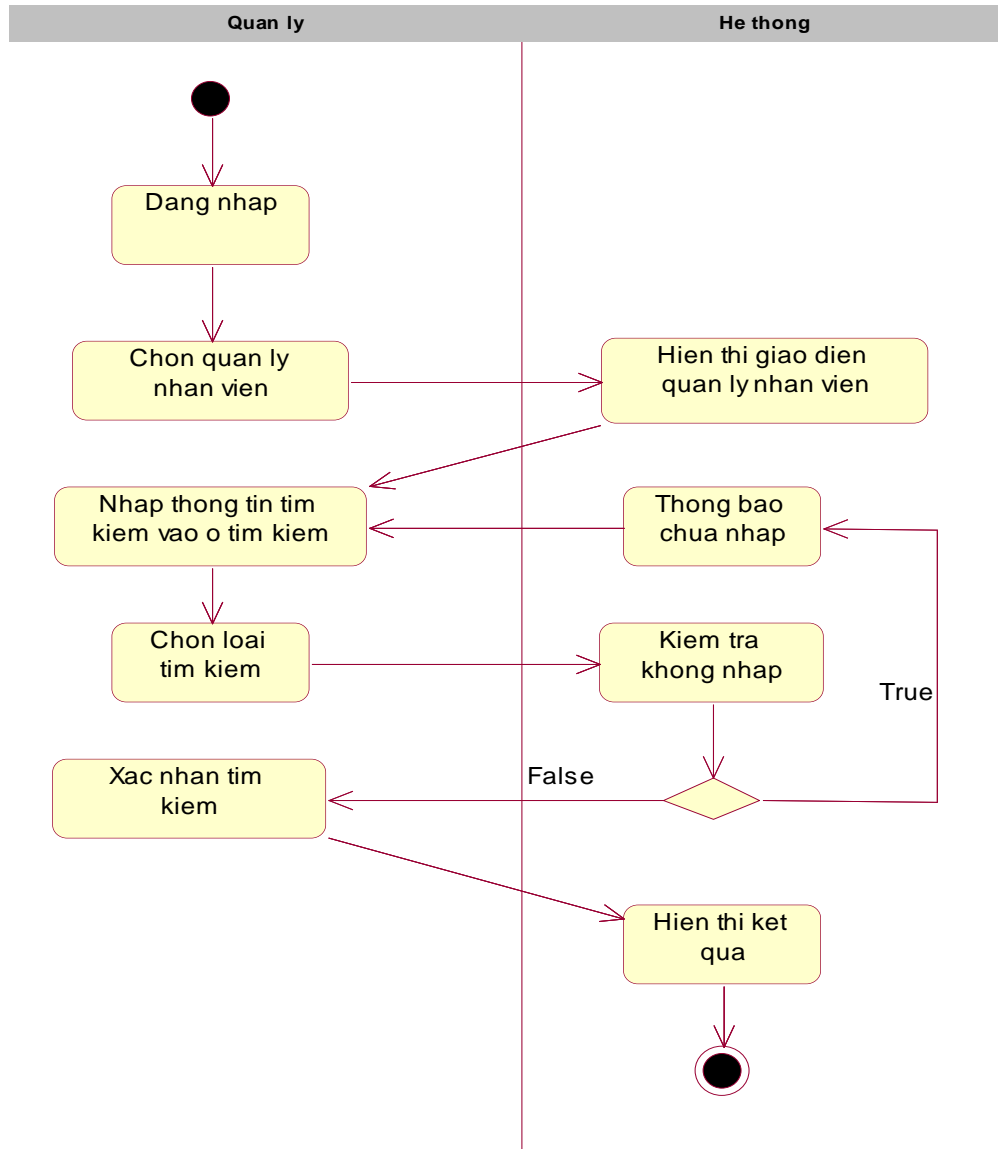 Quan ly
He thong
Dang nhap
Chon quan ly
nhan vien
Hien thi giao dien
quan ly nhan vien
Nhap thong tin tim
kiem vao o tim kiem
Thong bao
chua nhap
Chon loai
tim kiem
Kiem tra
khong nhap
True
Xac nhan tim
kiem
False
Hien thi ket
qua